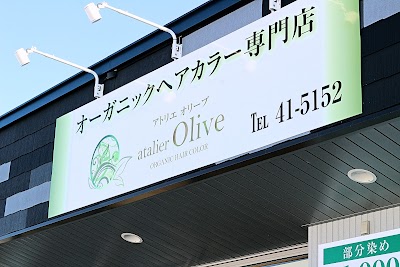 オーガニックヘアカラー専門店
アトリエ オリーブ
atalier Olive
ORGANIC HAIR COLOR
TEL 41-5152
部分染め